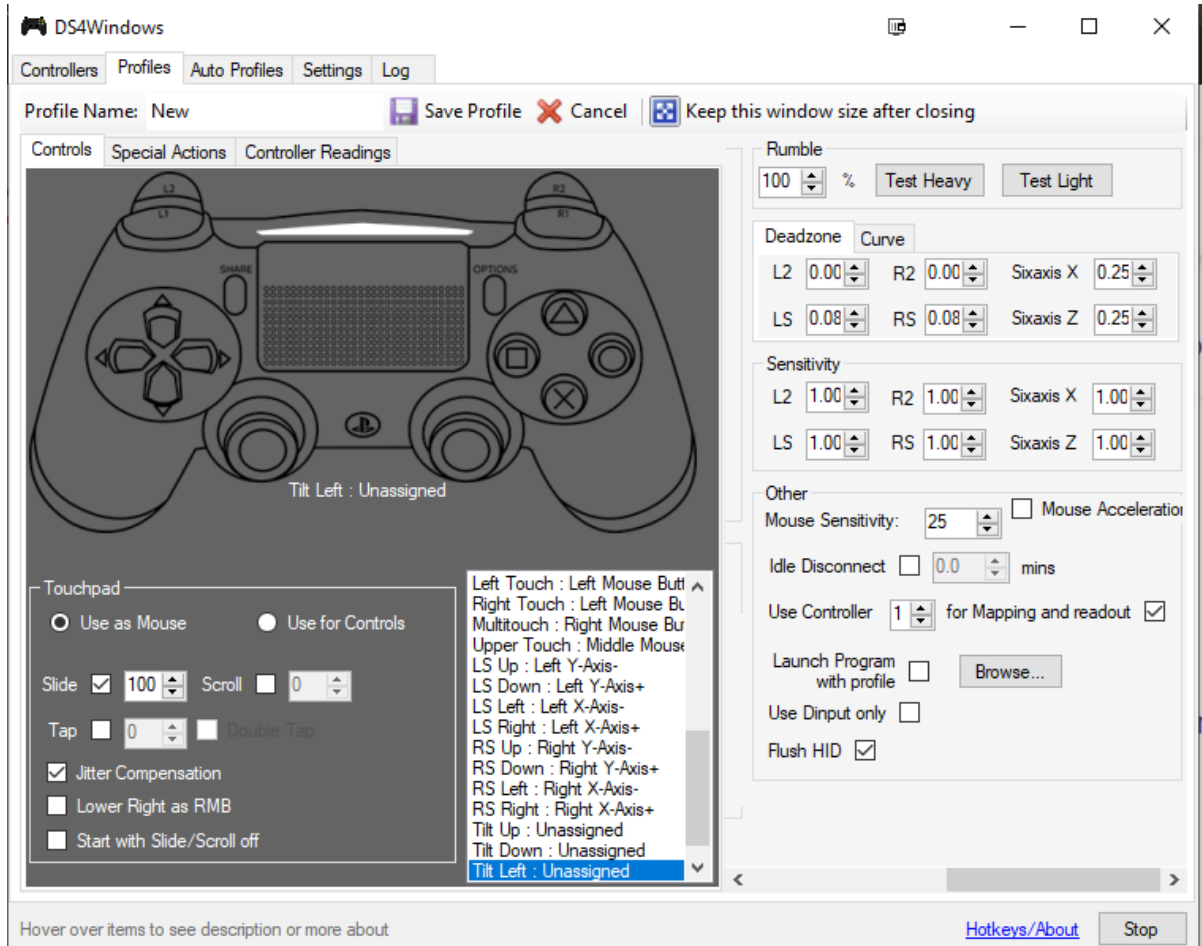 DS4Windows
Controllers Profiles Auto Profiles Settings Log
Profile Name: New Save Profile Cancel Keep this window size after closing
Controls Special Actions Controller Readings
L2 R2
L1 R1
SHARE OPTIONS
Tilt Left : Unassigned
Touchpad
Use as Mouse Use for Controls
Slide 100 Scroll 0
Tap 0 Double Tap
Jitter Compensation
Lower Right as RMB
Start with Slide/Scroll off
Left Touch : Left Mouse Butt
Right Touch : Left Mouse Bu
Multitouch : Right Mouse Bu
Upper Touch : Middle Mouse
LS Up : Left Y-Axis-
LS Down : Left Y-Axis+
LS Left : Left X-Axis-
LS Right : Left X-Axis+
RS Up : Right Y-Axis-
RS Down : Right Y-Axis+
RS Left : Right X-Axis-
RS Right : Right X-Axis+
Tilt Up : Unassigned
Tilt Down : Unassigned
Tilt Left : Unassigned
Rumble
100 % Test Heavy Test Light
Deadzone Curve
L2 0.00 R2 0.00 Sixaxis X 0.25
LS 0.08 RS 0.08 Sixaxis Z 0.25
Sensitivity
L2 1.00 R2 1.00 Sixaxis X 1.00
LS 1.00 RS 1.00 Sixaxis Z 1.00
Other
Mouse Sensitivity: 25 Mouse Acceleration
Idle Disconnect 0.0 mins
Use Controller 1 for Mapping and readout
Launch Program
with profile Browse...
Use Dinput only
Flush HID
Hover over items to see description or more about Hotkeys/About Stop